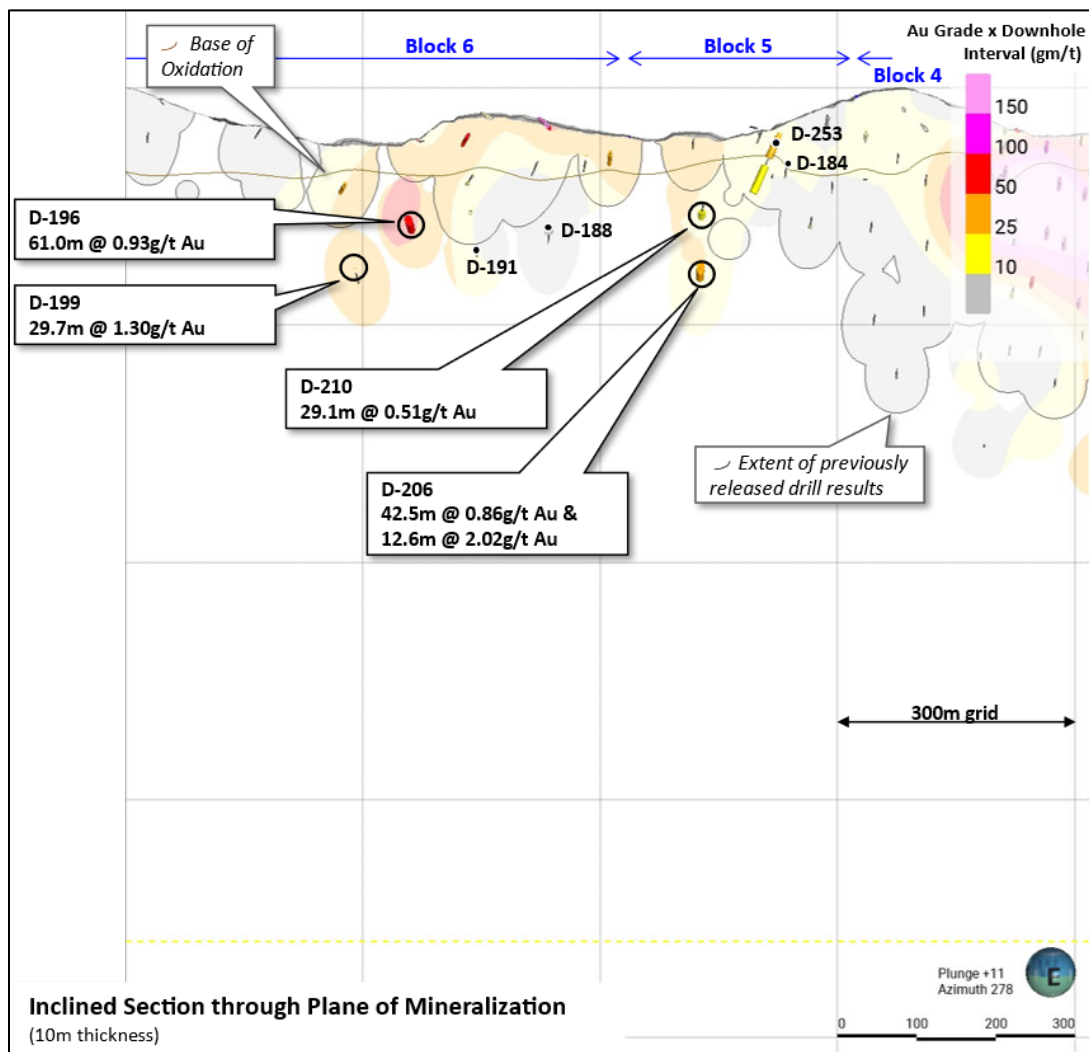 Block 6
Block 5
Block 4
Au Grade x Downhole
Interval (gm/t)
150
100
50
25
10
Base of
Oxidation
D-253
D-184
D-196
61.0m @ 0.93g/t Au
D-188
D-191
D-199
29.7m @ 1.30g/t Au
D-210
29.1m @ 0.51g/t Au
Extent of previously
released drill results
D-206
42.5m @ 0.86g/t Au &
12.6m @ 2.02g/t Au
300m grid
Plunge +11
Azimuth 278
E
Inclined Section through Plane of Mineralization
(10m thickness)
0 100 200 300